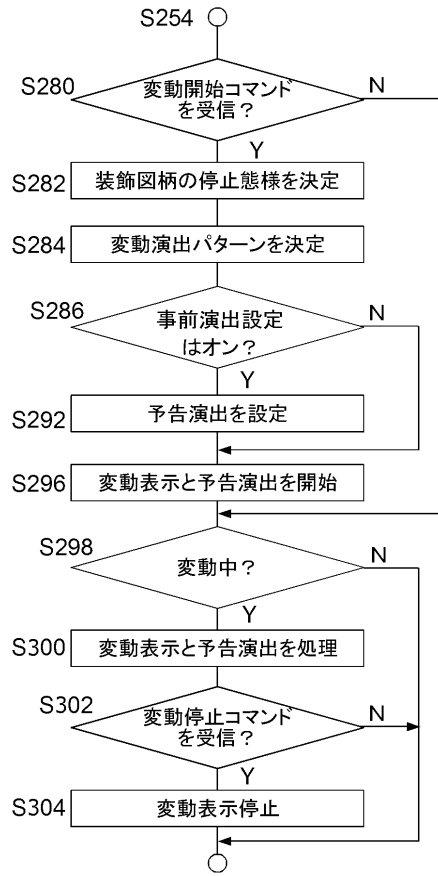 S254
S280
変動開始コマンド
を受信？
N
Y
S282
装飾図柄の停止態様を決定
S284
変動演出パターンを決定
S286
事前演出設定
はオン？
N
Y
S292
予告演出を設定
S296
変動表示と予告演出を開始
S298
変動中？
N
Y
S300
変動表示と予告演出を処理
S302
変動停止コマンド
を受信？
N
Y
S304
変動表示停止